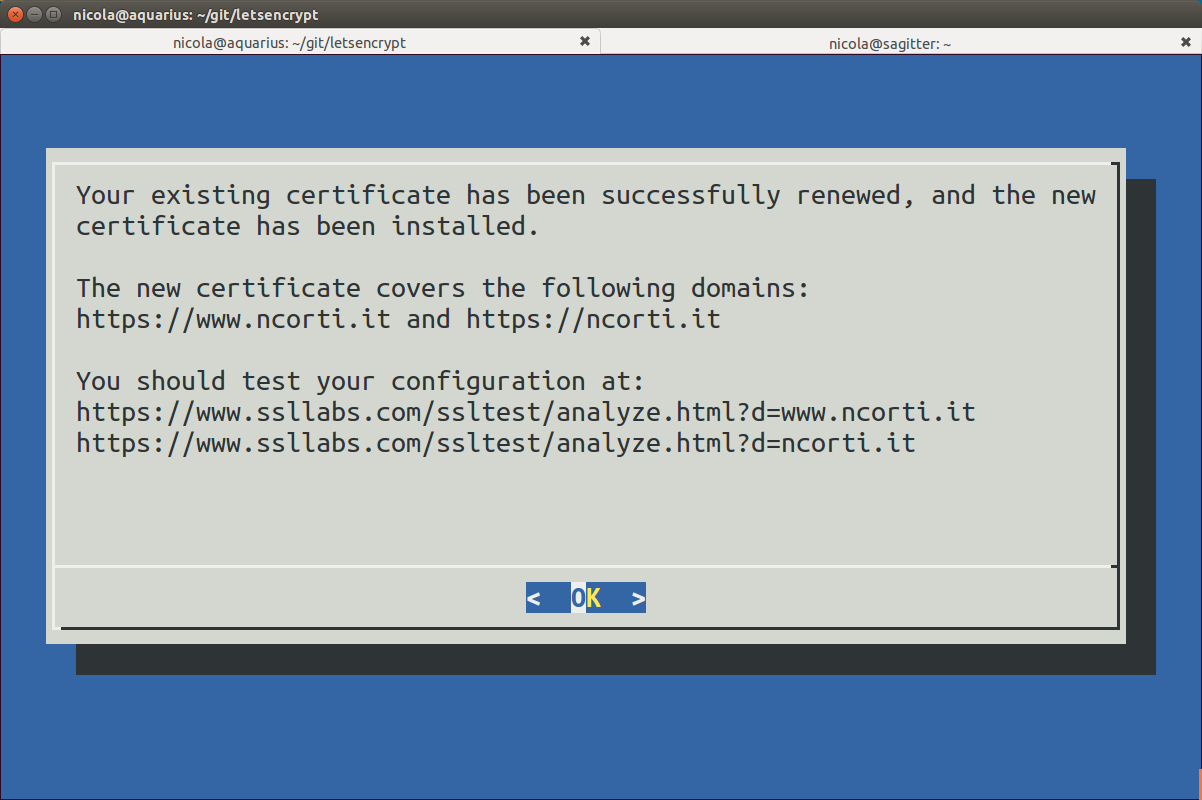 nicola@aquarius: ~/git/letsencrypt
nicola@aquarius: ~/git/letsencrypt
nicola@sagitter: ~
Your existing certificate has been successfully renewed, and the new
certificate has been installed.
The new certificate covers the following domains:
https://www.ncorti.it and https://ncorti.it
You should test your configuration at:
https://www.ssllabs.com/ssltest/analyze.html?d=www.ncorti.it
https://www.ssllabs.com/ssltest/analyze.html?d=ncorti.it
< OK >